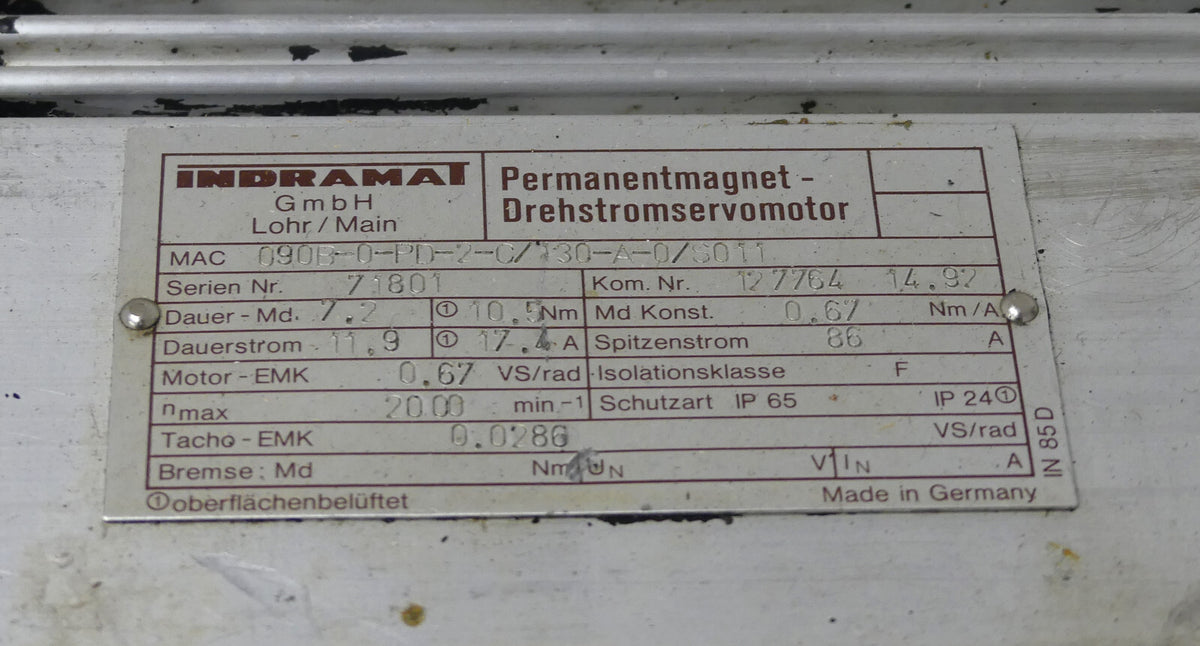 INDRAMAT
GmbH
Lohr / Main
Permanentmagnet -
Drehstromservomotor
MAC 090B-0-PD-2-C/130-A-0/S011
Serien Nr. 71801 Kom. Nr. 127764 14.92
Dauer - Md. 7.2 ① 10.5 Nm Md Konst. 0.67 Nm / A
Dauerstrom 11.9 ① 17.4 A Spitzenstrom 86 A
Motor - EMK 0.67 VS/rad Isolationsklasse F
nmax 2000 min-1 Schutzart IP 65 IP 24①
Tacho - EMK 0.0286 VS/rad
Bremse: Md Nm UN V IN A
①oberflächenbelüftet Made in Germany
IN 85D